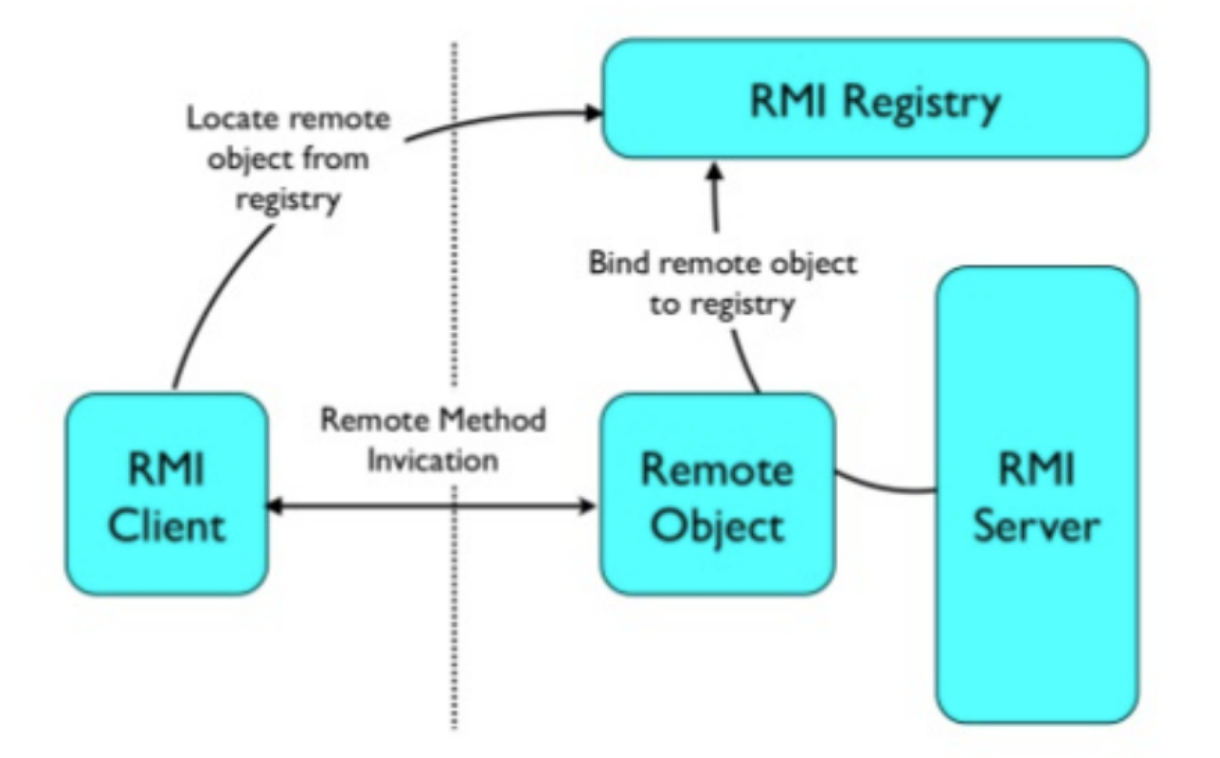 RMI Registry
Locate remote
object from
registry
Bind remote object
to registry
Remote Method
Invication
RMI
Client
Remote
Object
RMI
Server